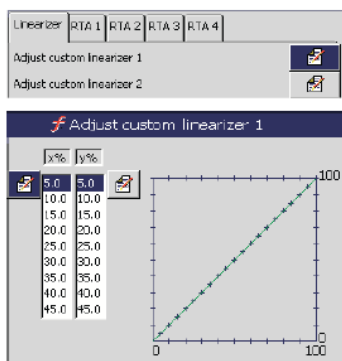 Linearizer RTA 1 RTA 2 RTA 3 RTA 4
Adjust custom linearizer 1
Adjust custom linearizer 2
Adjust custom linearizer 1
x% y%
5.0 5.0
10.0 10.0
15.0 15.0
20.0 20.0
25.0 25.0
30.0 30.0
35.0 35.0
40.0 40.0
45.0 45.0
100
0
0 100